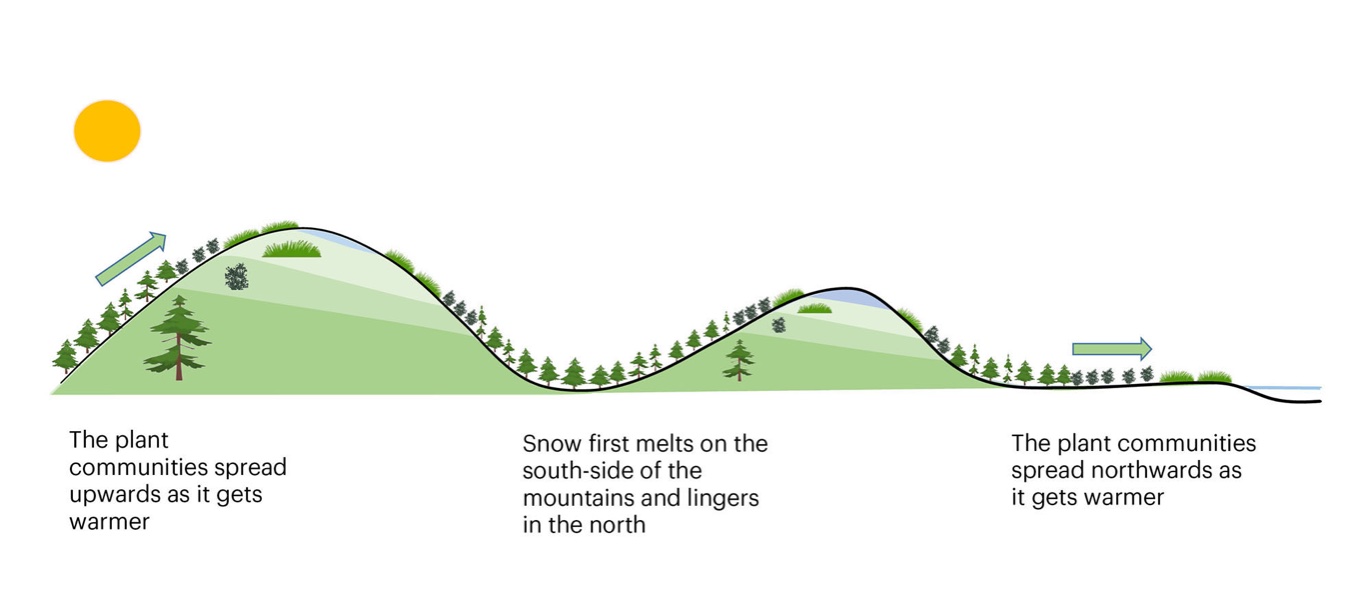 The plant
communities spread
upwards as it gets
warmer
Snow first melts on the
south-side of the
mountains and lingers
in the north
The plant communities
spread northwards as
it gets warmer